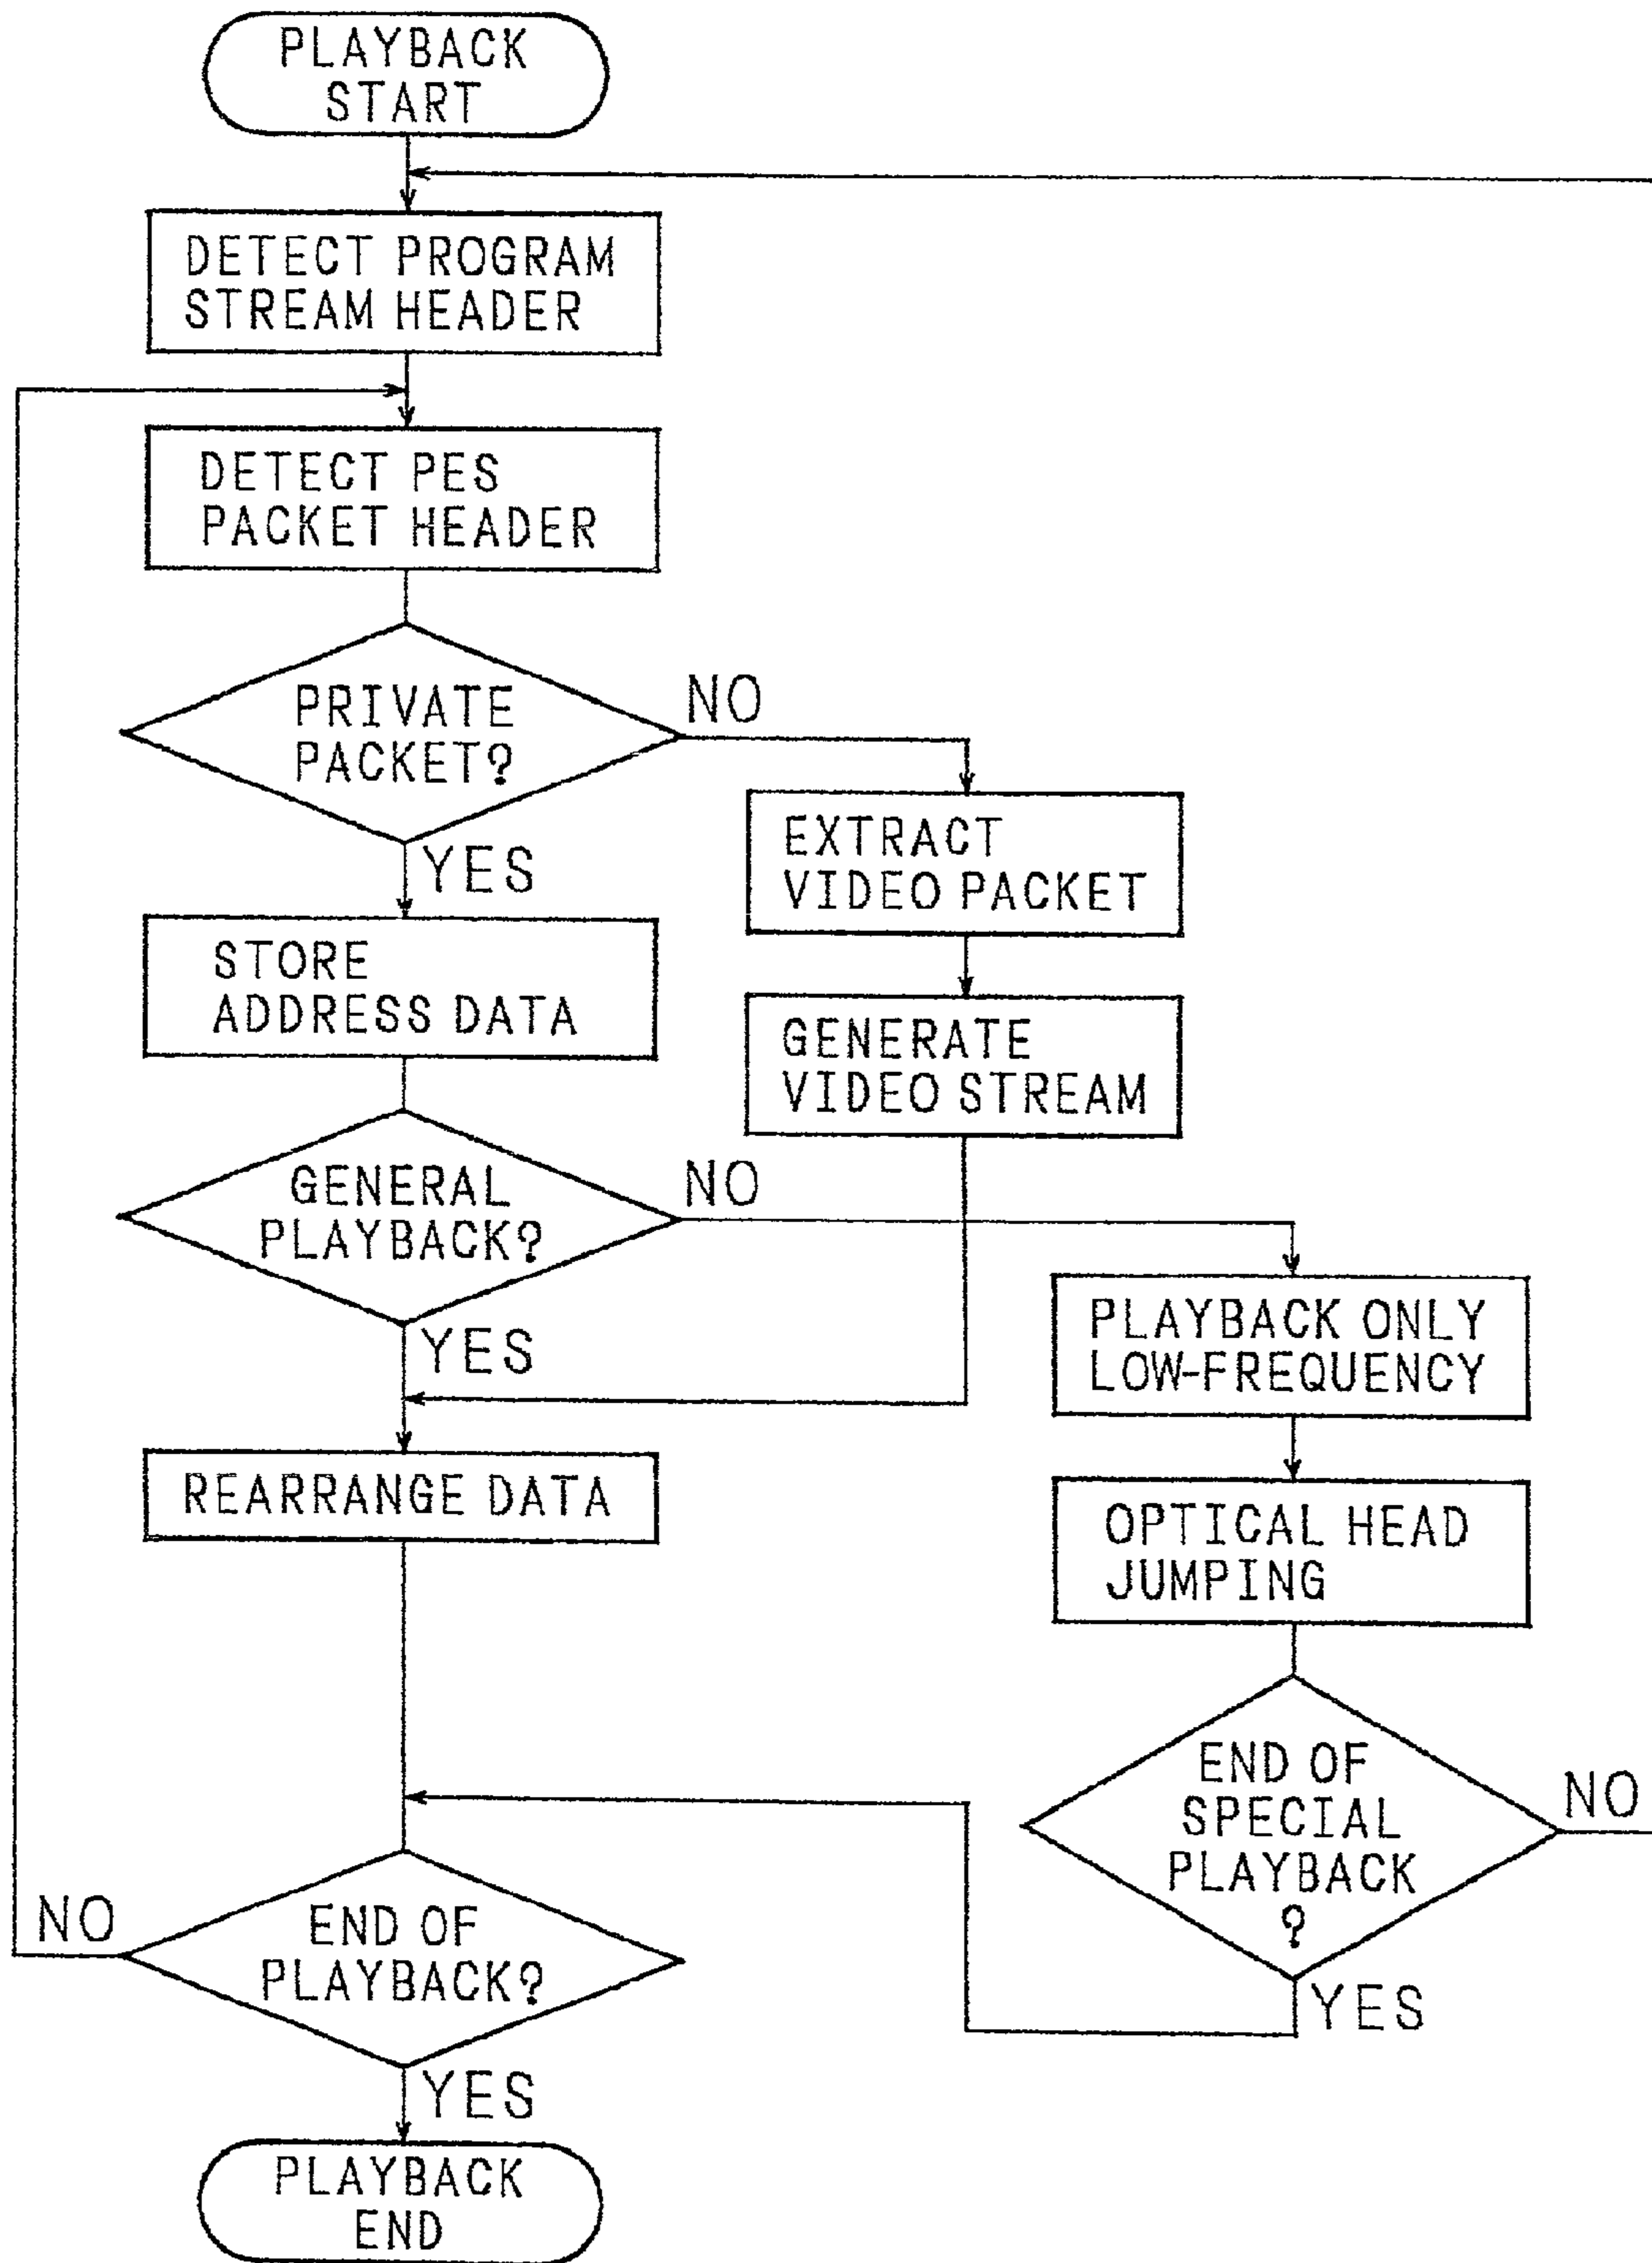 PLAYBACK
START
DETECT PROGRAM
STREAM HEADER
DETECT PES
PACKET HEADER
PRIVATE
PACKET?
NO
YES
EXTRACT
VIDEO PACKET
STORE
ADDRESS DATA
GENERATE
VIDEO STREAM
GENERAL
PLAYBACK?
NO
YES
PLAYBACK ONLY
LOW-FREQUENCY
REARRANGE DATA
OPTICAL HEAD
JUMPING
END OF
SPECIAL
PLAYBACK
?
NO
YES
END OF
PLAYBACK?
NO
YES
PLAYBACK
END